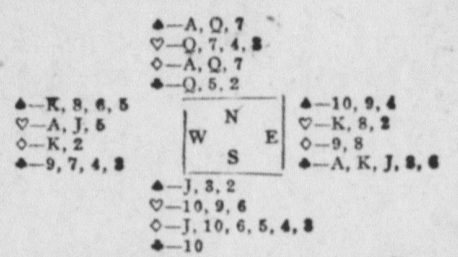 ♠—A, Q, 7
♡—Q, 7, 4, 3
◇—A, Q, 7
♣—Q, 5, 2
♠—K, 8, 6, 5
♡—A, J, 5
◇—K, 2
♣—9, 7, 4, 3
N
W E
S
♠—10, 9, 4
♡—K, 8, 2
◇—9, 8
♣—A, K, J, 8, 6
♠—J, 3, 2
♡—10, 9, 6
◇—J, 10, 6, 5, 4, 3
♣—10